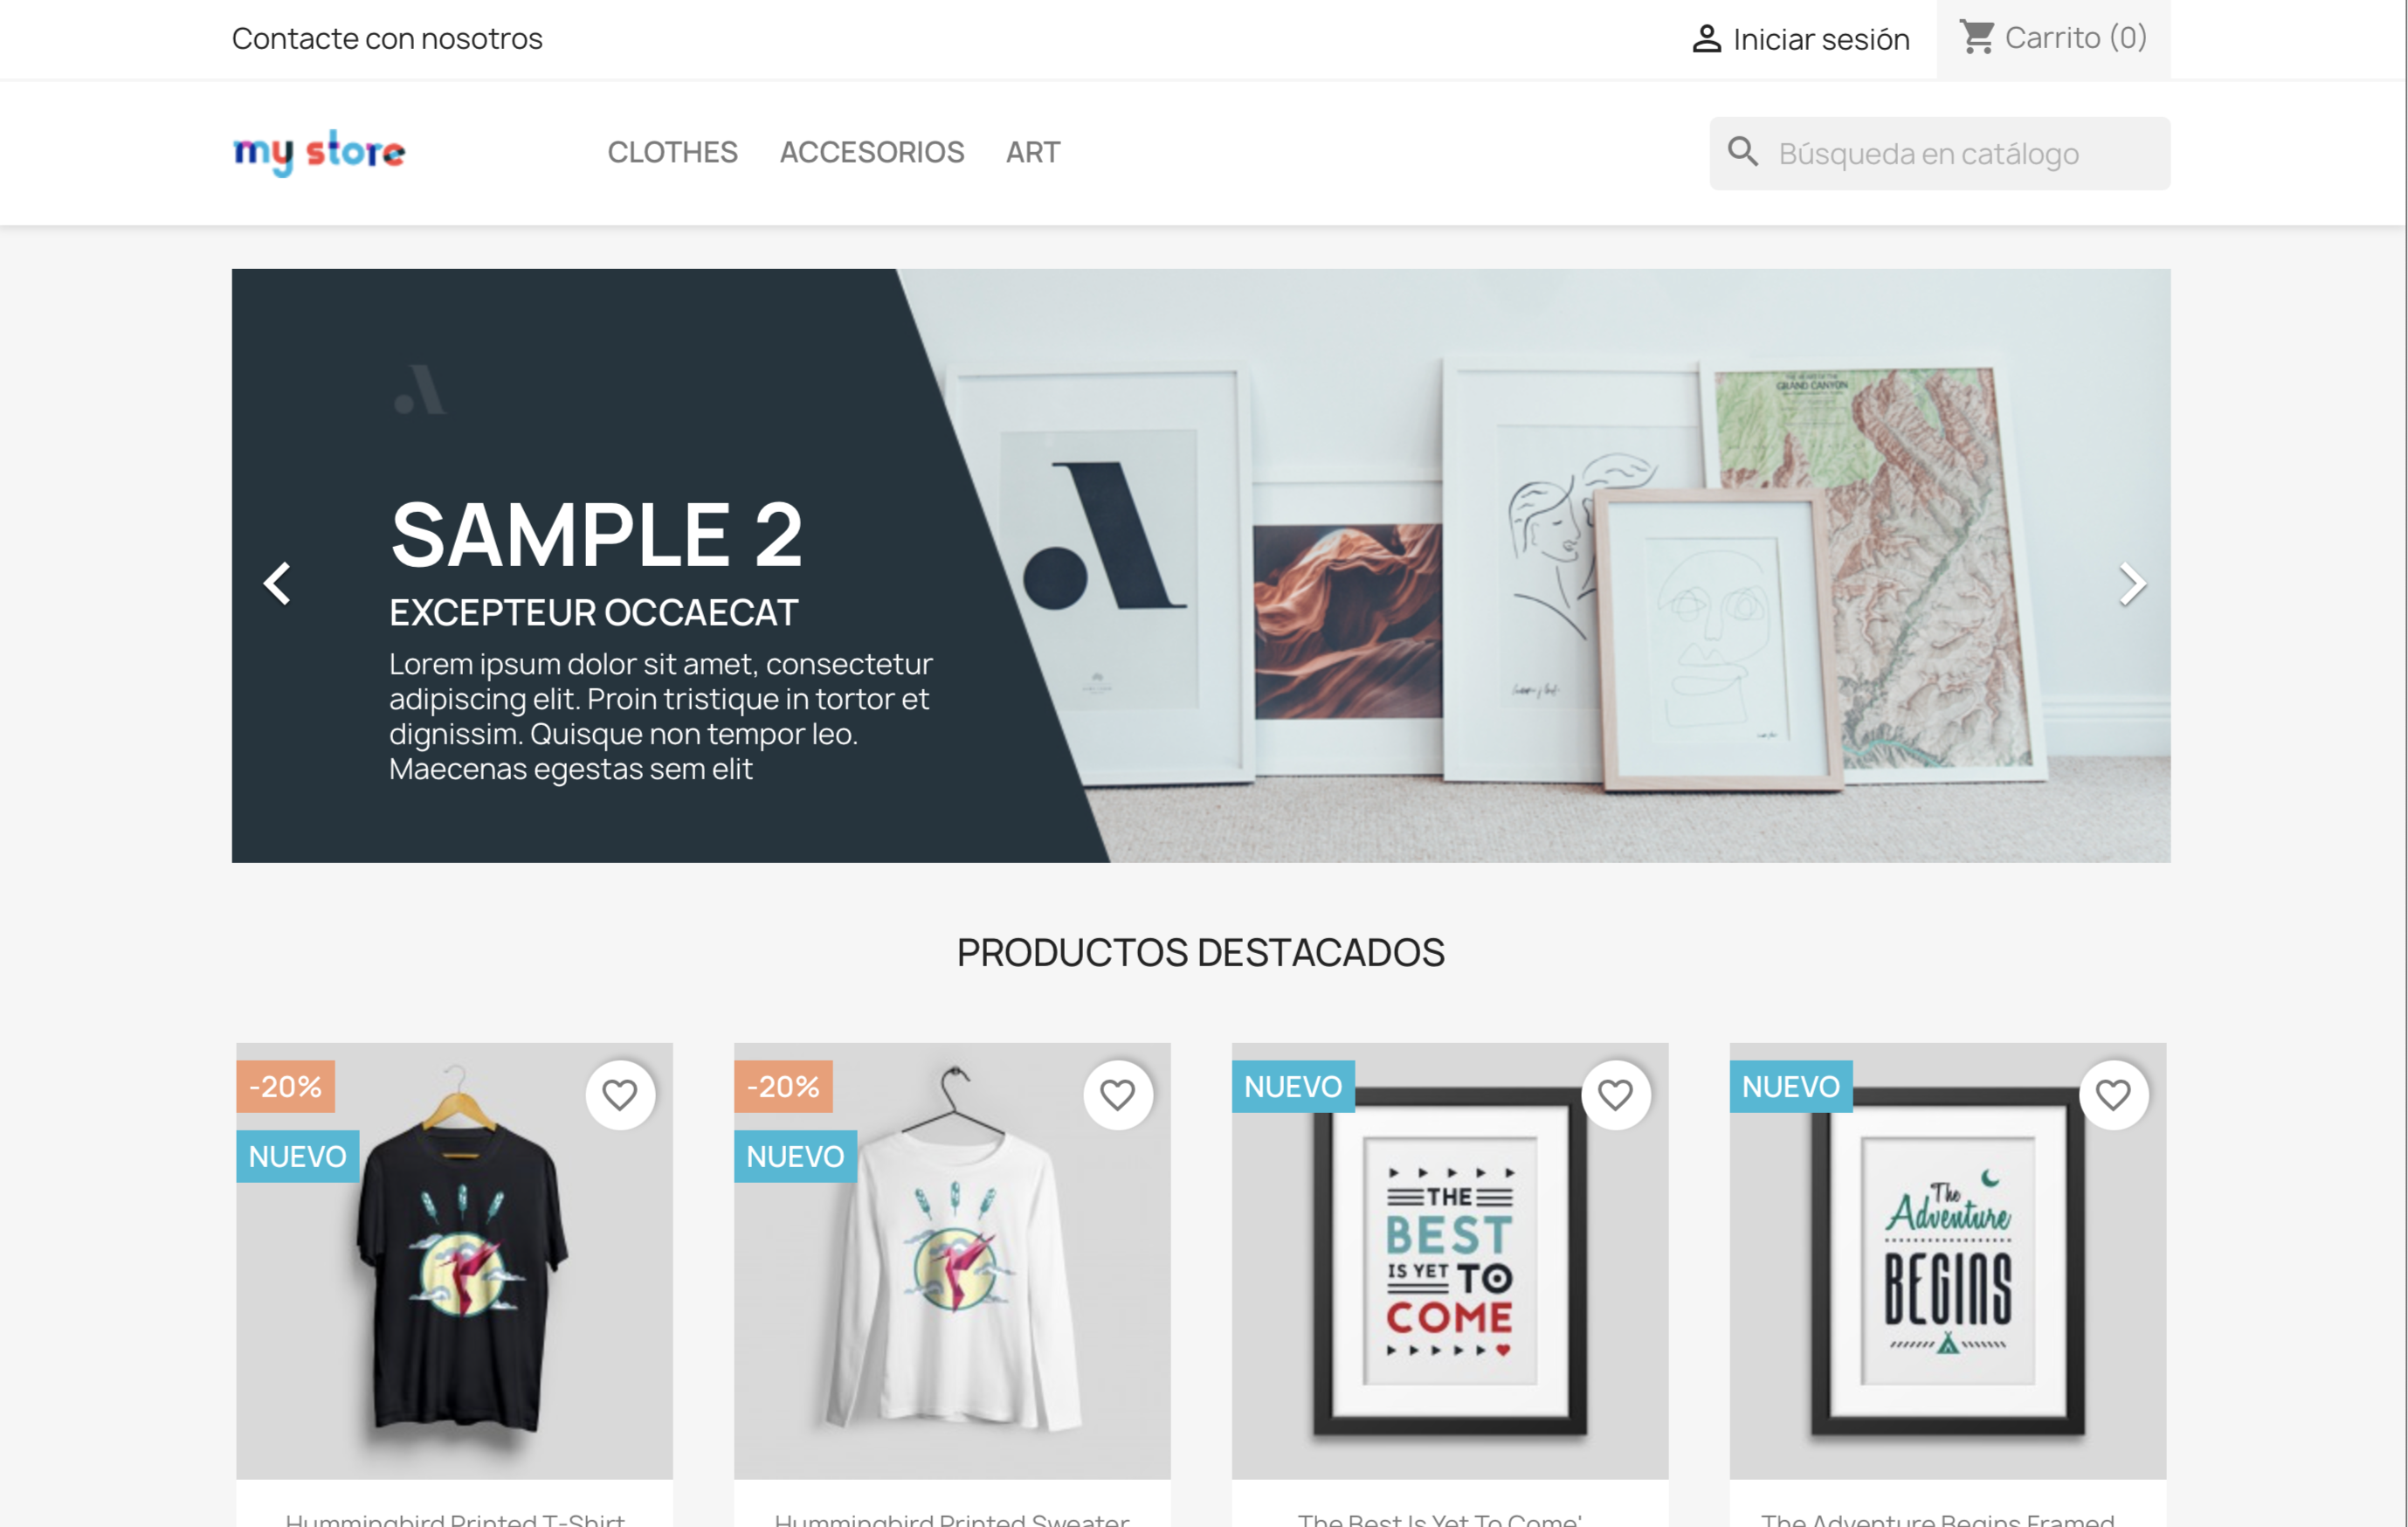 Contacte con nosotros
Iniciar sesión
Carrito (0)
my store
CLOTHES
ACCESORIOS
ART
Búsqueda en catálogo
GRAND CANYON
SAMPLE 2
EXCEPTEUR OCCAECAT
Lorem ipsum dolor sit amet, consectetur
adipiscing elit. Proin tristique in tortor et
dignissim. Quisque non tempor leo.
Maecenas egestas sem elit
PRODUCTOS DESTACADOS
-20%
NUEVO
-20%
NUEVO
NUEVO
THE
BEST
IS YET TO
COME
NUEVO
The
Adventure
BEGINS
Hummingbird Printed T-Shirt
Hummingbird Printed Sweater
The Best Is Yet To Come'
The Adventure Begins Framed